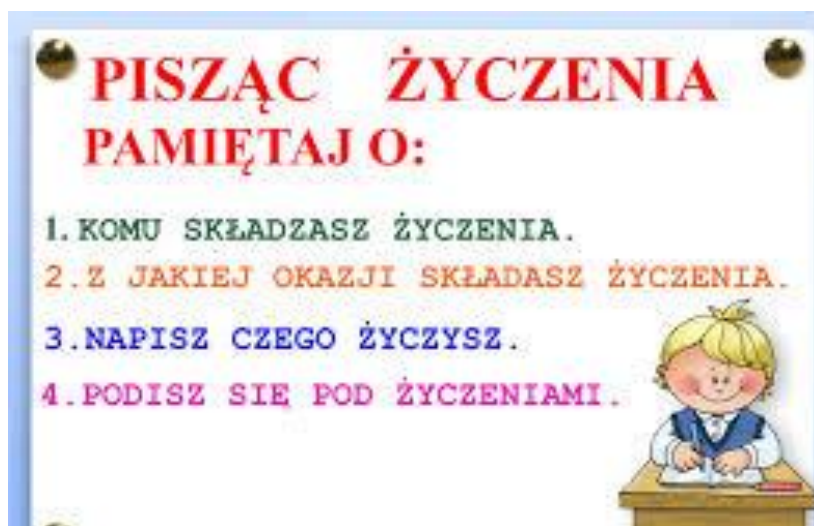 PISZĄC ŻYCZENIA
PAMIĘTAJ O:
1. KOMU SKŁADZASZ ŻYCZENIA.
2. Z JAKIEJ OKAZJI SKŁADASZ ŻYCZENIA.
3. NAPISZ CZEGO ŻYCZYSZ.
4. PODISZ SIĘ POD ŻYCZENIAMI.